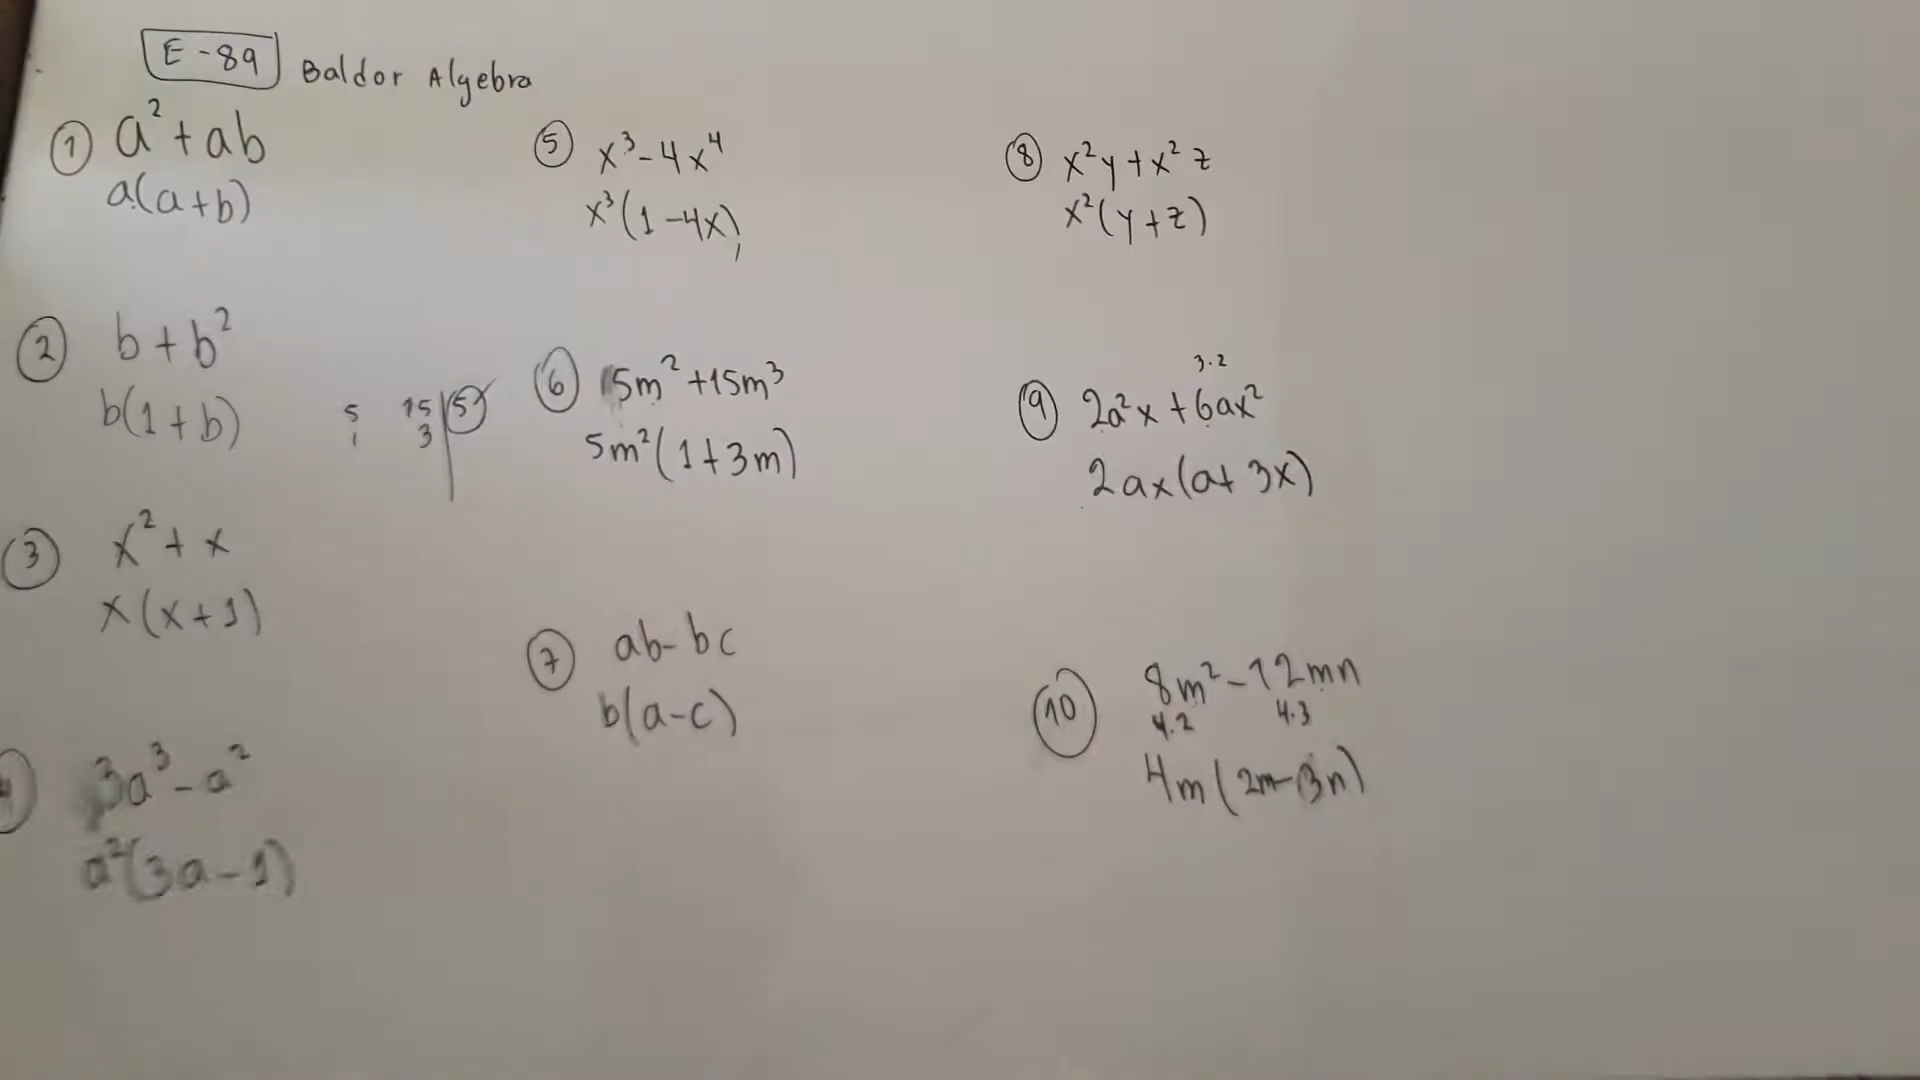 E-89 Baldor Algebra
① a² + ab
a(a+b)
② b + b²
b(1+b)
③ x² + x
x(x+1)
3a³ - a²
a²(3a-1)
⑤ x³ - 4x⁴
x³(1-4x)
5 15 | 5
1 3
⑥ 5m² + 15m³
5m²(1+3m)
⑦ ab - bc
b(a-c)
⑧ x²y + x²z
x²(y+z)
3.2
⑨ 2a²x + 6ax²
2ax(a+3x)
⑩ 8m² - 12mn
4.2 4.3
4m(2m-3n)